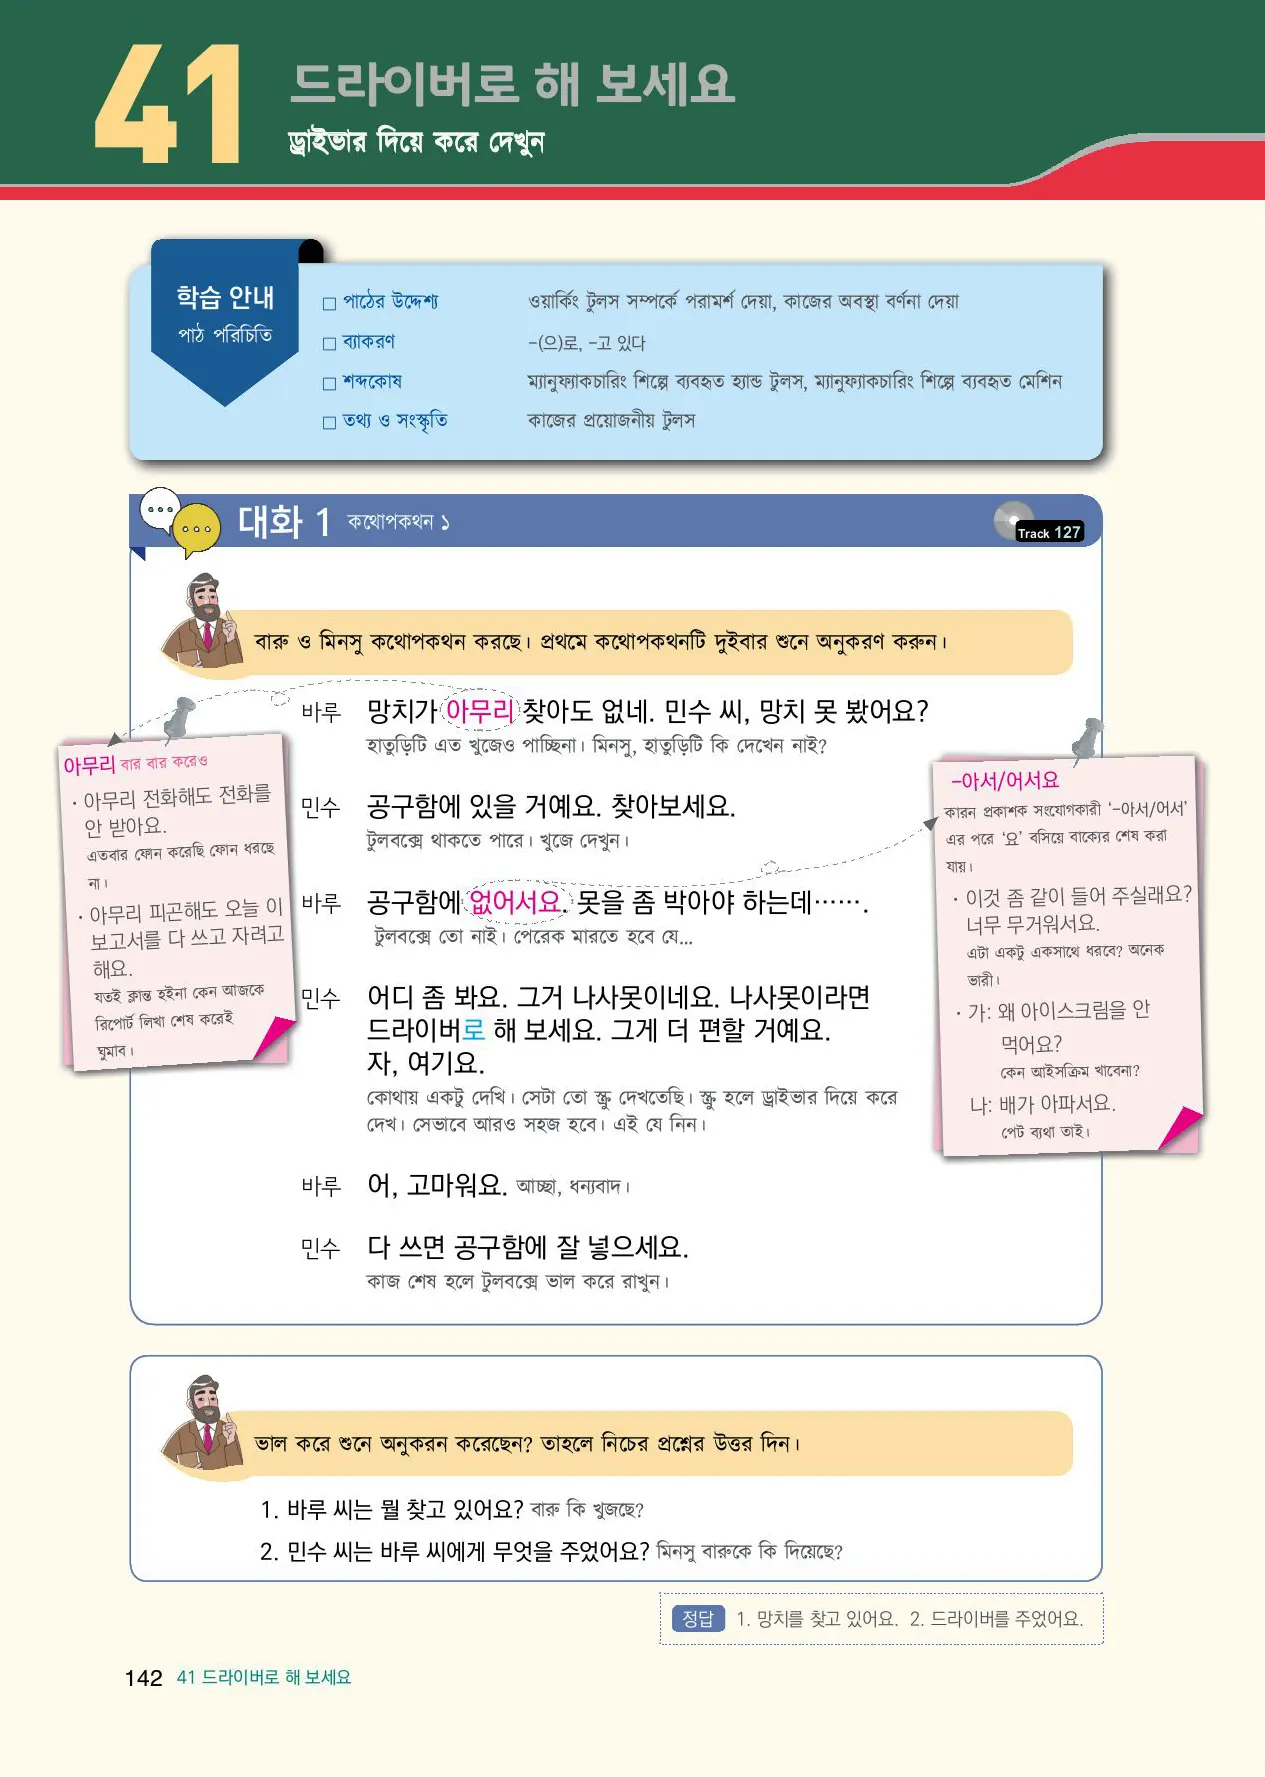 41
드라이버로 해 보세요
ড্রাইভার দিয়ে করে দেখুন
학습 안내
পাঠ পরিচিতি
□ পাঠের উদ্দেশ্য ওয়ার্কিং টুলস সম্পর্কে পরামর্শ দেয়া, কাজের অবস্থা বর্ণনা দেয়া
□ ব্যাকরণ -(으)로, -고 있다
□ শব্দকোষ ম্যানুফ্যাকচারিং শিল্পে ব্যবহৃত হ্যান্ড টুলস, ম্যানুফ্যাকচারিং শিল্পে ব্যবহৃত মেশিন
□ তথ্য ও সংস্কৃতি কাজের প্রয়োজনীয় টুলস
대화 1 কথোপকথন ১
Track 127
বারু ও মিনসু কথোপকথন করছে। প্রথমে কথোপকথনটি দুইবার শুনে অনুকরণ করুন।
바루 망치가 아무리 찾아도 없네. 민수 씨, 망치 못 봤어요?
হাতুড়িটি এত খুজেও পাচ্ছিনা। মিনসু, হাতুড়িটি কি দেখেন নাই?
민수 공구함에 있을 거예요. 찾아보세요.
টুলবক্সে থাকতে পারে। খুজে দেখুন।
바루 공구함에 없어서요. 못을 좀 박아야 하는데…….
টুলবক্সে তো নাই। পেরেক মারতে হবে যে...
민수 어디 좀 봐요. 그거 나사못이네요. 나사못이라면
드라이버로 해 보세요. 그게 더 편할 거예요.
자, 여기요.
কোথায় একটু দেখি। সেটা তো স্ক্রু দেখতেছি। স্ক্রু হলে ড্রাইভার দিয়ে করে
দেখ। সেভাবে আরও সহজ হবে। এই যে নিন।
바루 어, 고마워요. আচ্ছা, ধন্যবাদ।
민수 다 쓰면 공구함에 잘 넣으세요.
কাজ শেষ হলে টুলবক্সে ভাল করে রাখুন।
아무리 বার বার করেও
· 아무리 전화해도 전화를
안 받아요.
এতবার ফোন করেছি ফোন ধরছে
না।
· 아무리 피곤해도 오늘 이
보고서를 다 쓰고 자려고
해요.
যতই ক্লান্ত হইনা কেন আজকে
রিপোর্ট লিখা শেষ করেই
ঘুমাব।
-아서/어서요
কারন প্রকাশক সংযোগকারী ‘-아서/어서’
এর পরে ‘요’ বসিয়ে বাক্যের শেষ করা
যায়।
· 이것 좀 같이 들어 주실래요?
너무 무거워서요.
এটা একটু একসাথে ধরবে? অনেক
ভারী।
· 가: 왜 아이스크림을 안
먹어요?
কেন আইসক্রিম খাবেনা?
나: 배가 아파서요.
পেট ব্যথা তাই।
ভাল করে শুনে অনুকরন করেছেন? তাহলে নিচের প্রশ্নের উত্তর দিন।
1. 바루 씨는 뭘 찾고 있어요? বারু কি খুজছে?
2. 민수 씨는 바루 씨에게 무엇을 주었어요? মিনসু বারুকে কি দিয়েছে?
정답 1. 망치를 찾고 있어요. 2. 드라이버를 주었어요.
142 41 드라이버로 해 보세요